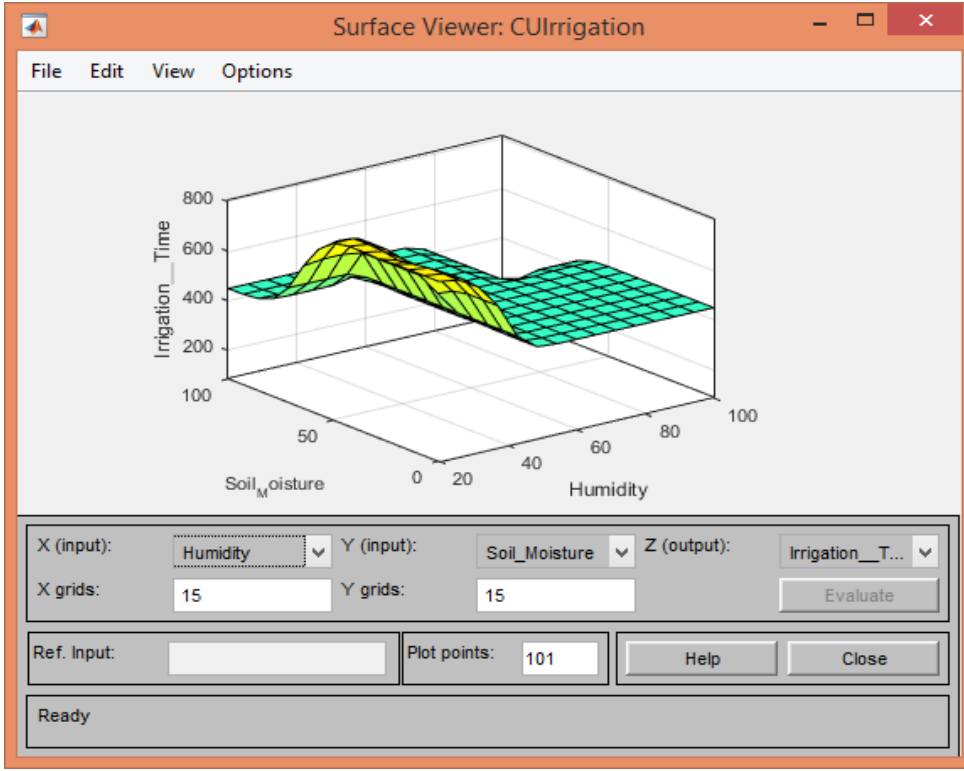 Surface Viewer: CUIrrigation
File Edit View Options
800
600
400
200
Irrigation__Time
100
50
0
Soil_Moisture
20
40
60
80
100
Humidity
X (input): Humidity Y (input): Soil_Moisture Z (output): Irrigation__T...
X grids: 15 Y grids: 15 Evaluate
Ref. Input: Plot points: 101 Help Close
Ready